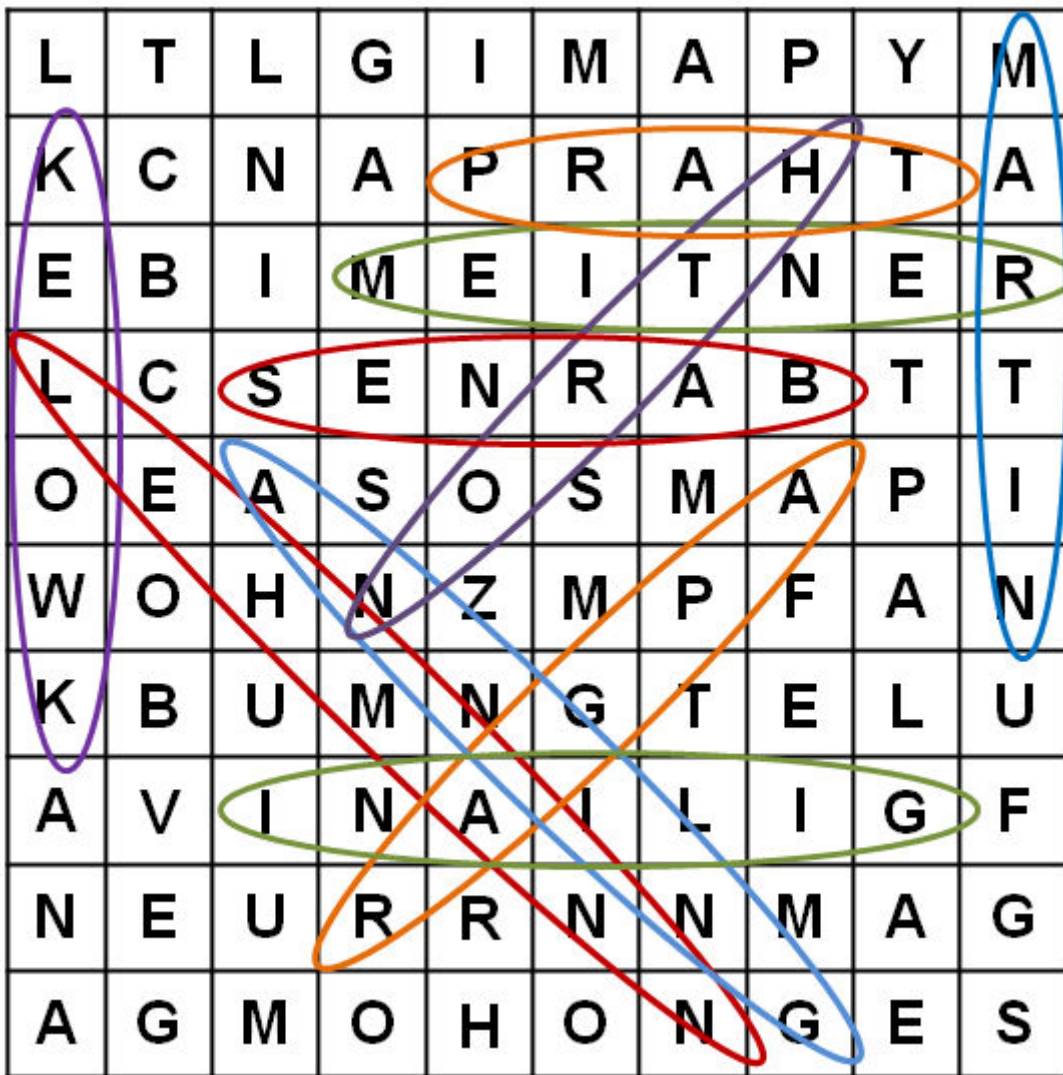 L T L G I M A P Y M
K C N A P R A H T A
E B I M E I T N E R
L C S E N R A B T T
O E A S O S M A P I
W O H N Z M P F A N
K B U M N G T E L U
A V I N A I L I G F
N E U R R N N M A G
A G M O H O N G E S